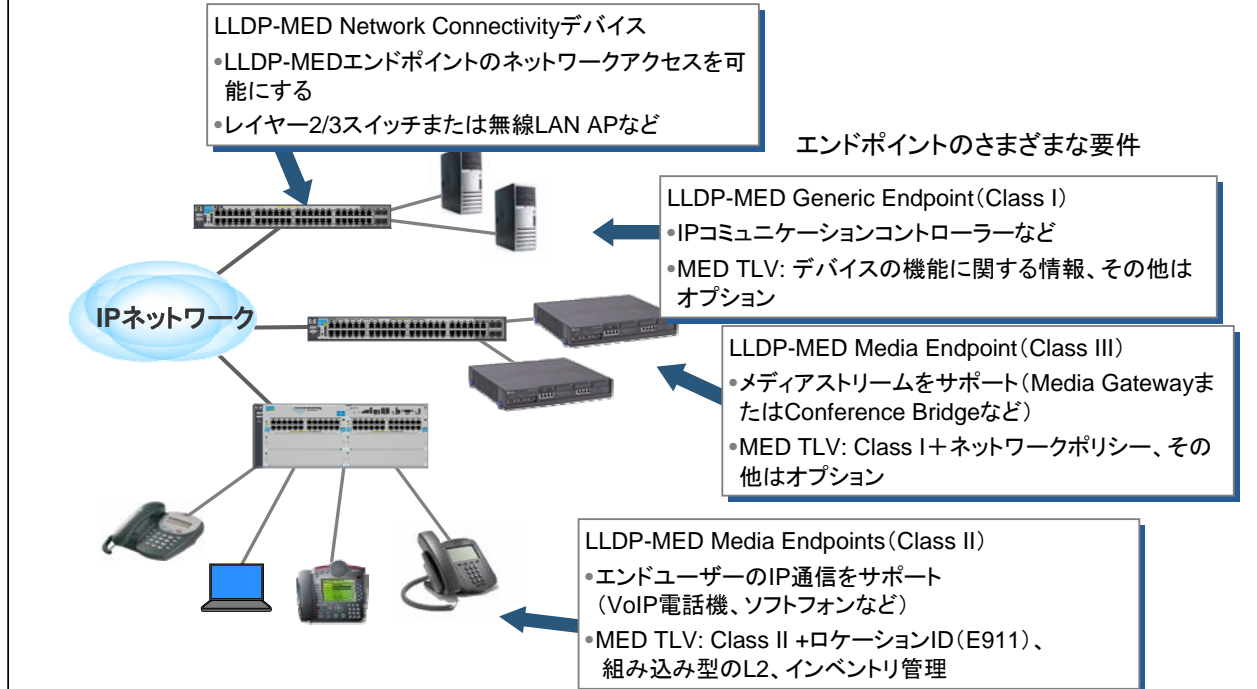 LLDP-MED Network Connectivityデバイス
•LLDP-MEDエンドポイントのネットワークアクセスを可
能にする
•レイヤー2/3スイッチまたは無線LAN APなど
エンドポイントのさまざまな要件
LLDP-MED Generic Endpoint（Class I）
•IPコミュニケーションコントローラーなど
•MED TLV: デバイスの機能に関する情報、その他は
オプション
IPネットワーク
LLDP-MED Media Endpoint（Class III）
•メディアストリームをサポート（Media Gatewayま
たはConference Bridgeなど）
•MED TLV: Class I＋ネットワークポリシー、その
他はオプション
LLDP-MED Media Endpoints（Class II）
•エンドユーザーのIP通信をサポート
（VoIP電話機、ソフトフォンなど）
•MED TLV: Class II +ロケーションID（E911）、
組み込み型のL2、インベントリ管理